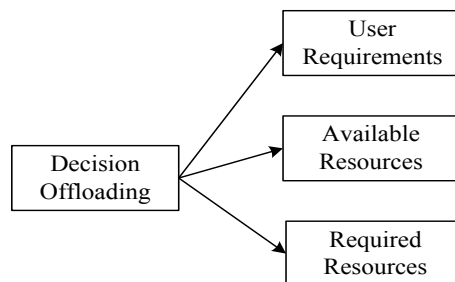 User
Requirements
Decision
Offloading
Available
Resources
Required
Resources